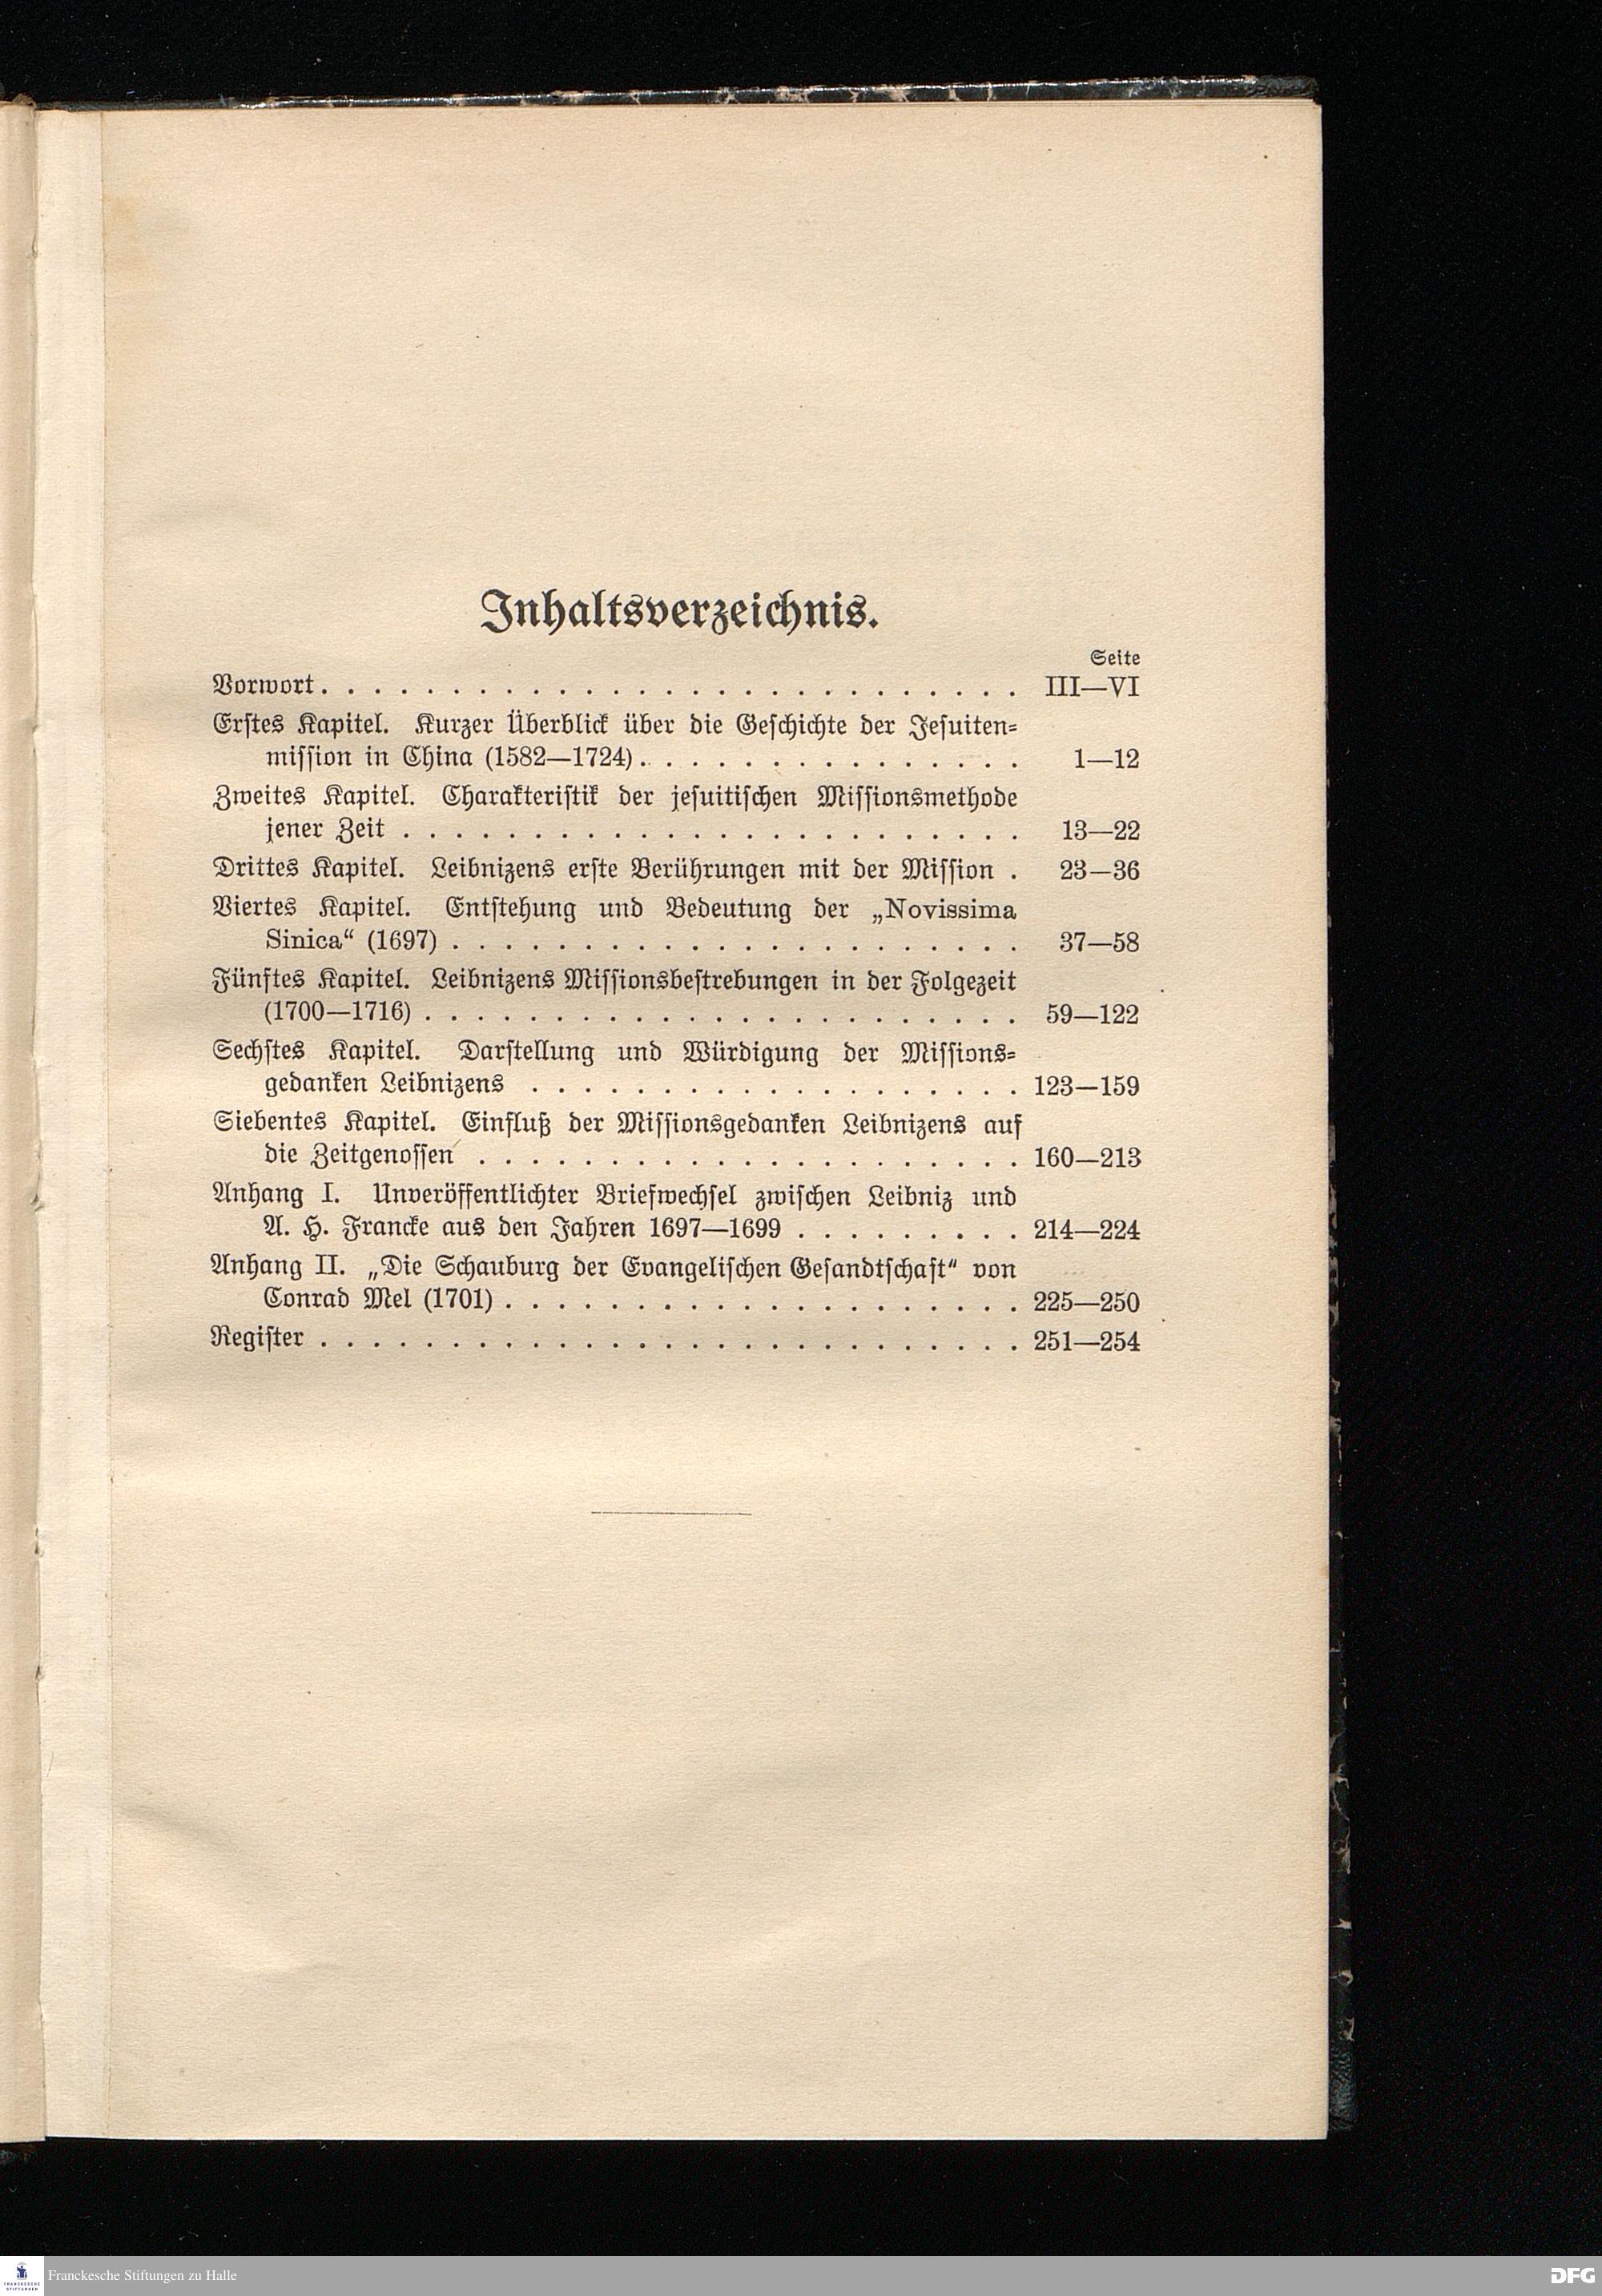 Inhaltsverzeichnis.
Seite
Vorwort . . . . . . . . . . . . . . . . . . . . . . . . . . . III—VI
Erstes Kapitel. Kurzer Überblick über die Geschichte der Jesuiten-
mission in China (1582—1724) . . . . . . . . . . . . . . . 1—12
Zweites Kapitel. Charakteristik der jesuitischen Missionsmethode
jener Zeit . . . . . . . . . . . . . . . . . . . . . . . . 13—22
Drittes Kapitel. Leibnizens erste Berührungen mit der Mission . 23—36
Viertes Kapitel. Entstehung und Bedeutung der „Novissima
Sinica“ (1697) . . . . . . . . . . . . . . . . . . . . . . 37—58
Fünftes Kapitel. Leibnizens Missionsbestrebungen in der Folgezeit
(1700—1716) . . . . . . . . . . . . . . . . . . . . . . . 59—122
Sechstes Kapitel. Darstellung und Würdigung der Missions-
gedanken Leibnizens . . . . . . . . . . . . . . . . . . . 123—159
Siebentes Kapitel. Einfluß der Missionsgedanken Leibnizens auf
die Zeitgenossen . . . . . . . . . . . . . . . . . . . . . 160—213
Anhang I. Unveröffentlichter Briefwechsel zwischen Leibniz und
A. H. Francke aus den Jahren 1697—1699 . . . . . . . . . 214—224
Anhang II. „Die Schauburg der Evangelischen Gesandtschaft“ von
Conrad Mel (1701) . . . . . . . . . . . . . . . . . . . . 225—250
Register . . . . . . . . . . . . . . . . . . . . . . . . . . . 251—254
FRANCKESCHE
STIFTUNGEN
Franckesche Stiftungen zu Halle
DFG